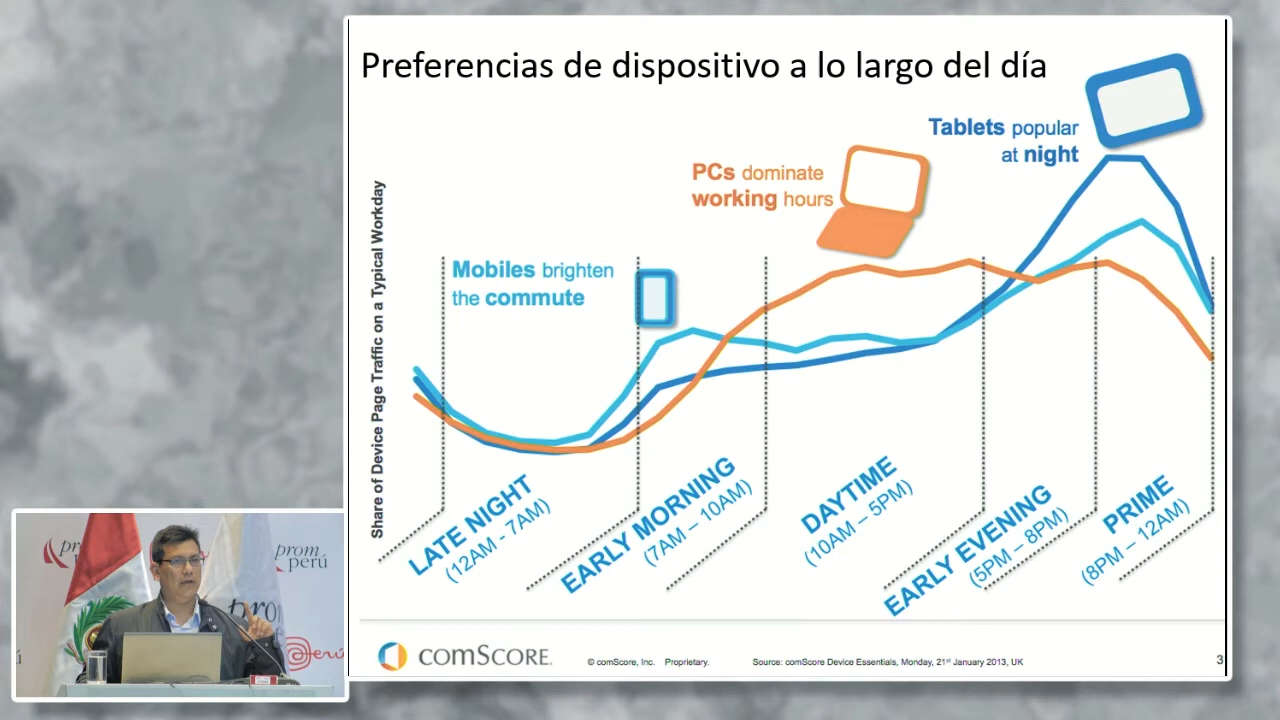 Preferencias de dispositivo a lo largo del día
Tablets popular
at night
PCs dominate
working hours
Mobiles brighten
the commute
Share of Device Page Traffic on a Typical Workday
LATE NIGHT
(12AM - 7AM)
EARLY MORNING
(7AM – 10AM)
DAYTIME
(10AM – 5PM)
EARLY EVENING
(5PM – 8PM)
PRIME
(8PM – 12AM)
comSCORE.
© comScore, Inc. Proprietary.
Source: comScore Device Essentials, Monday, 21st January 2013, UK
3
prom
perú